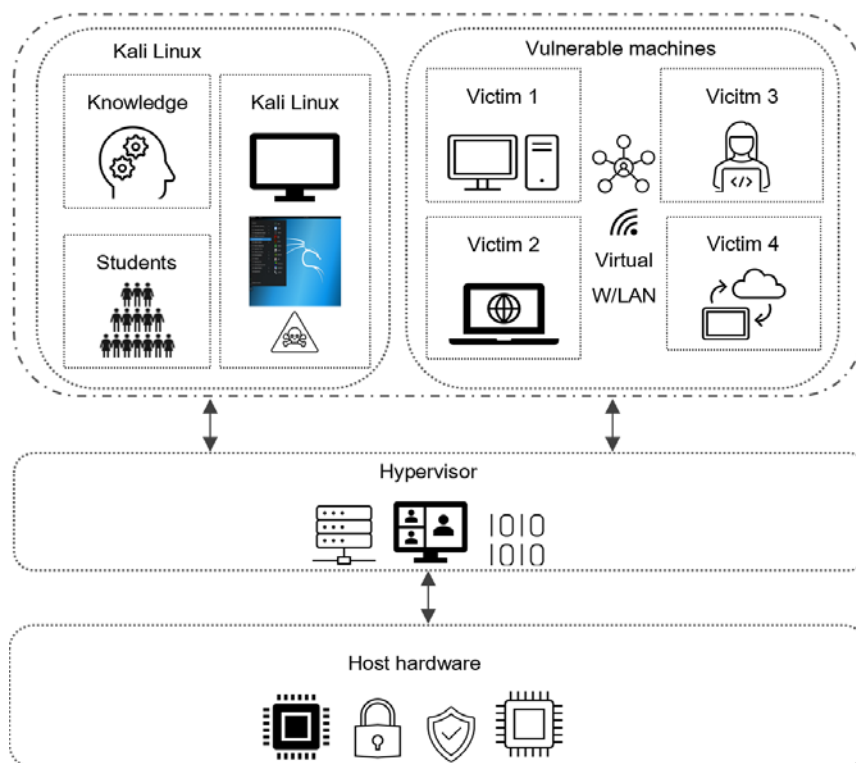 Kali Linux
Vulnerable machines
Knowledge
Kali Linux
Students
Victim 1
Vicitm 3
</>
Victim 2
Victim 4
Virtual
W/LAN
Hypervisor
1010
1010
Host hardware